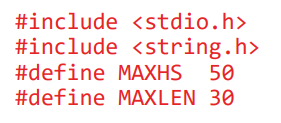 #include <stdio.h>
#include <string.h>
#define MAXHS  50
#define MAXLEN 30